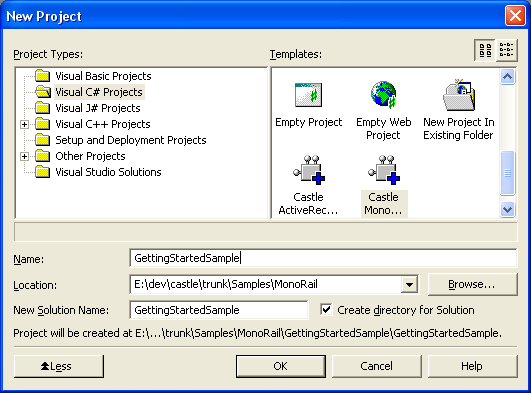 New Project
Project Types:
Templates:
Visual Basic Projects
Visual C# Projects
Visual J# Projects
Visual C++ Projects
Setup and Deployment Projects
Other Projects
Visual Studio Solutions
Empty Project
Empty Web
Project
New Project In
Existing Folder
Castle
ActiveRec...
Castle
Mono...
Name:
GettingStartedSample
Location:
E:\dev\castle\trunk\Samples\MonoRail
Browse...
New Solution Name:
GettingStartedSample
Create directory for Solution
Project will be created at E:\...\trunk\Samples\MonoRail\GettingStartedSample\GettingStartedSample.
Less
OK
Cancel
Help